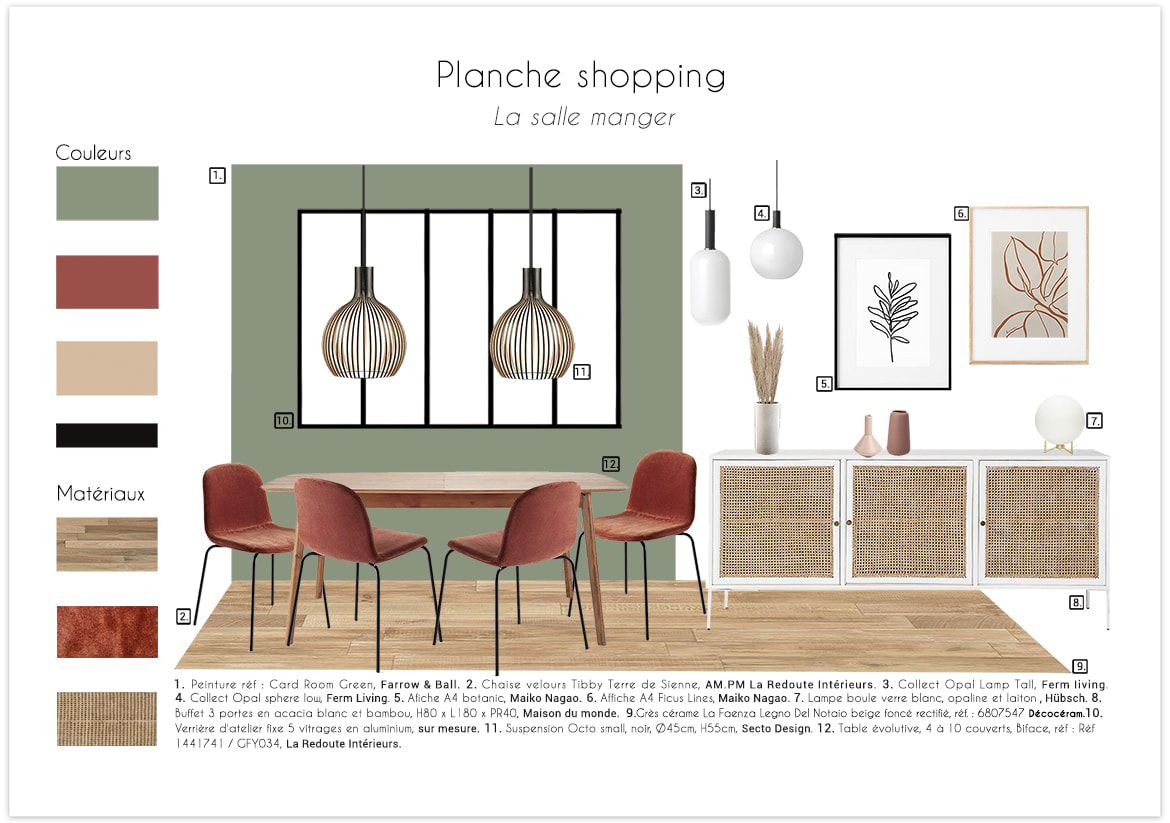 Planche shopping
La salle manger
Couleurs
1.
3.
4.
6.
5.
11.
10.
7.
12.
Matériaux
8.
2.
9.
1. Peinture réf : Card Room Green, Farrow & Ball. 2. Chaise velours Tibby Terre de Sienne, AM.PM La Redoute Intérieurs. 3. Collect Opal Lamp Tall, Ferm living.
4. Collect Opal sphere low, Ferm Living. 5. Afiche A4 botanic, Maiko Nagao. 6. Affiche A4 Ficus Lines, Maiko Nagao. 7. Lampe boule verre blanc, opaline et laiton , Hübsch. 8.
Buffet 3 portes en acacia blanc et bambou, H80 x L180 x PR40, Maison du monde. 9.Grès cérame La Faenza Legno Del Notaio beige foncé rectifié, réf. : 6807547 Décocéram.10.
Verrière d'atelier fixe 5 vitrages en aluminium, sur mesure. 11. Suspension Octo small, noir, Ø45cm, H55cm, Secto Design. 12. Table évolutive, 4 à 10 couverts, Biface, réf : Réf
1441741 / GFY034, La Redoute Intérieurs.